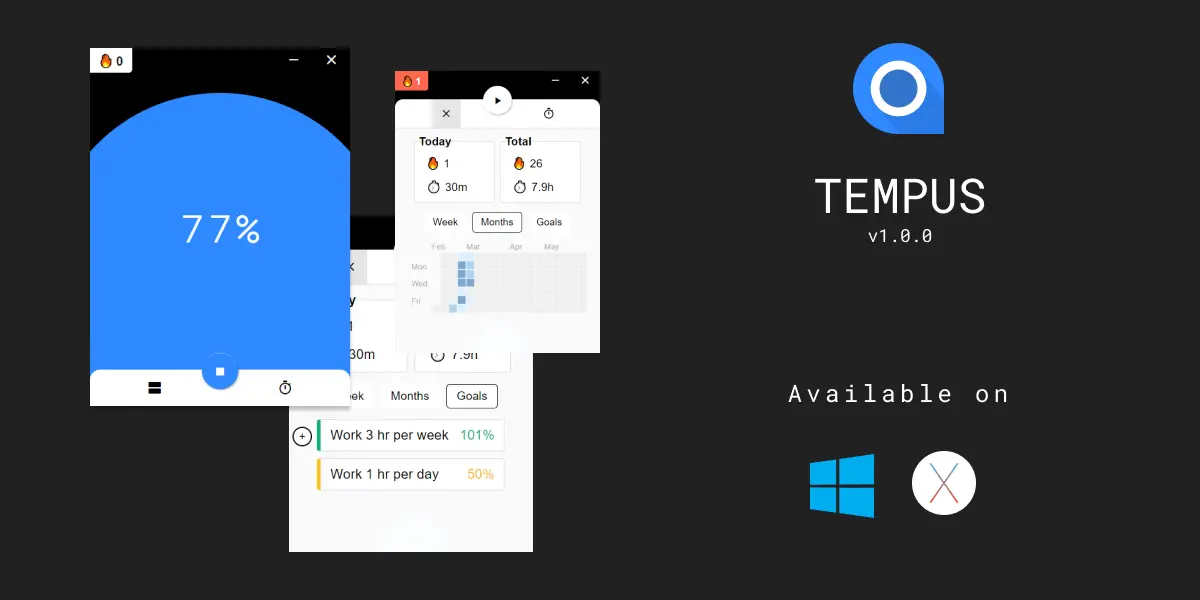 0
77%
1
Today
Total
1
26
30m
7.9h
Week Months Goals
Feb Mar Apr May
Mon
Wed
Fri
30m
7.9h
Months Goals
Work 3 hr per week 101%
Work 1 hr per day 50%
TEMPUS
v1.0.0
Available on